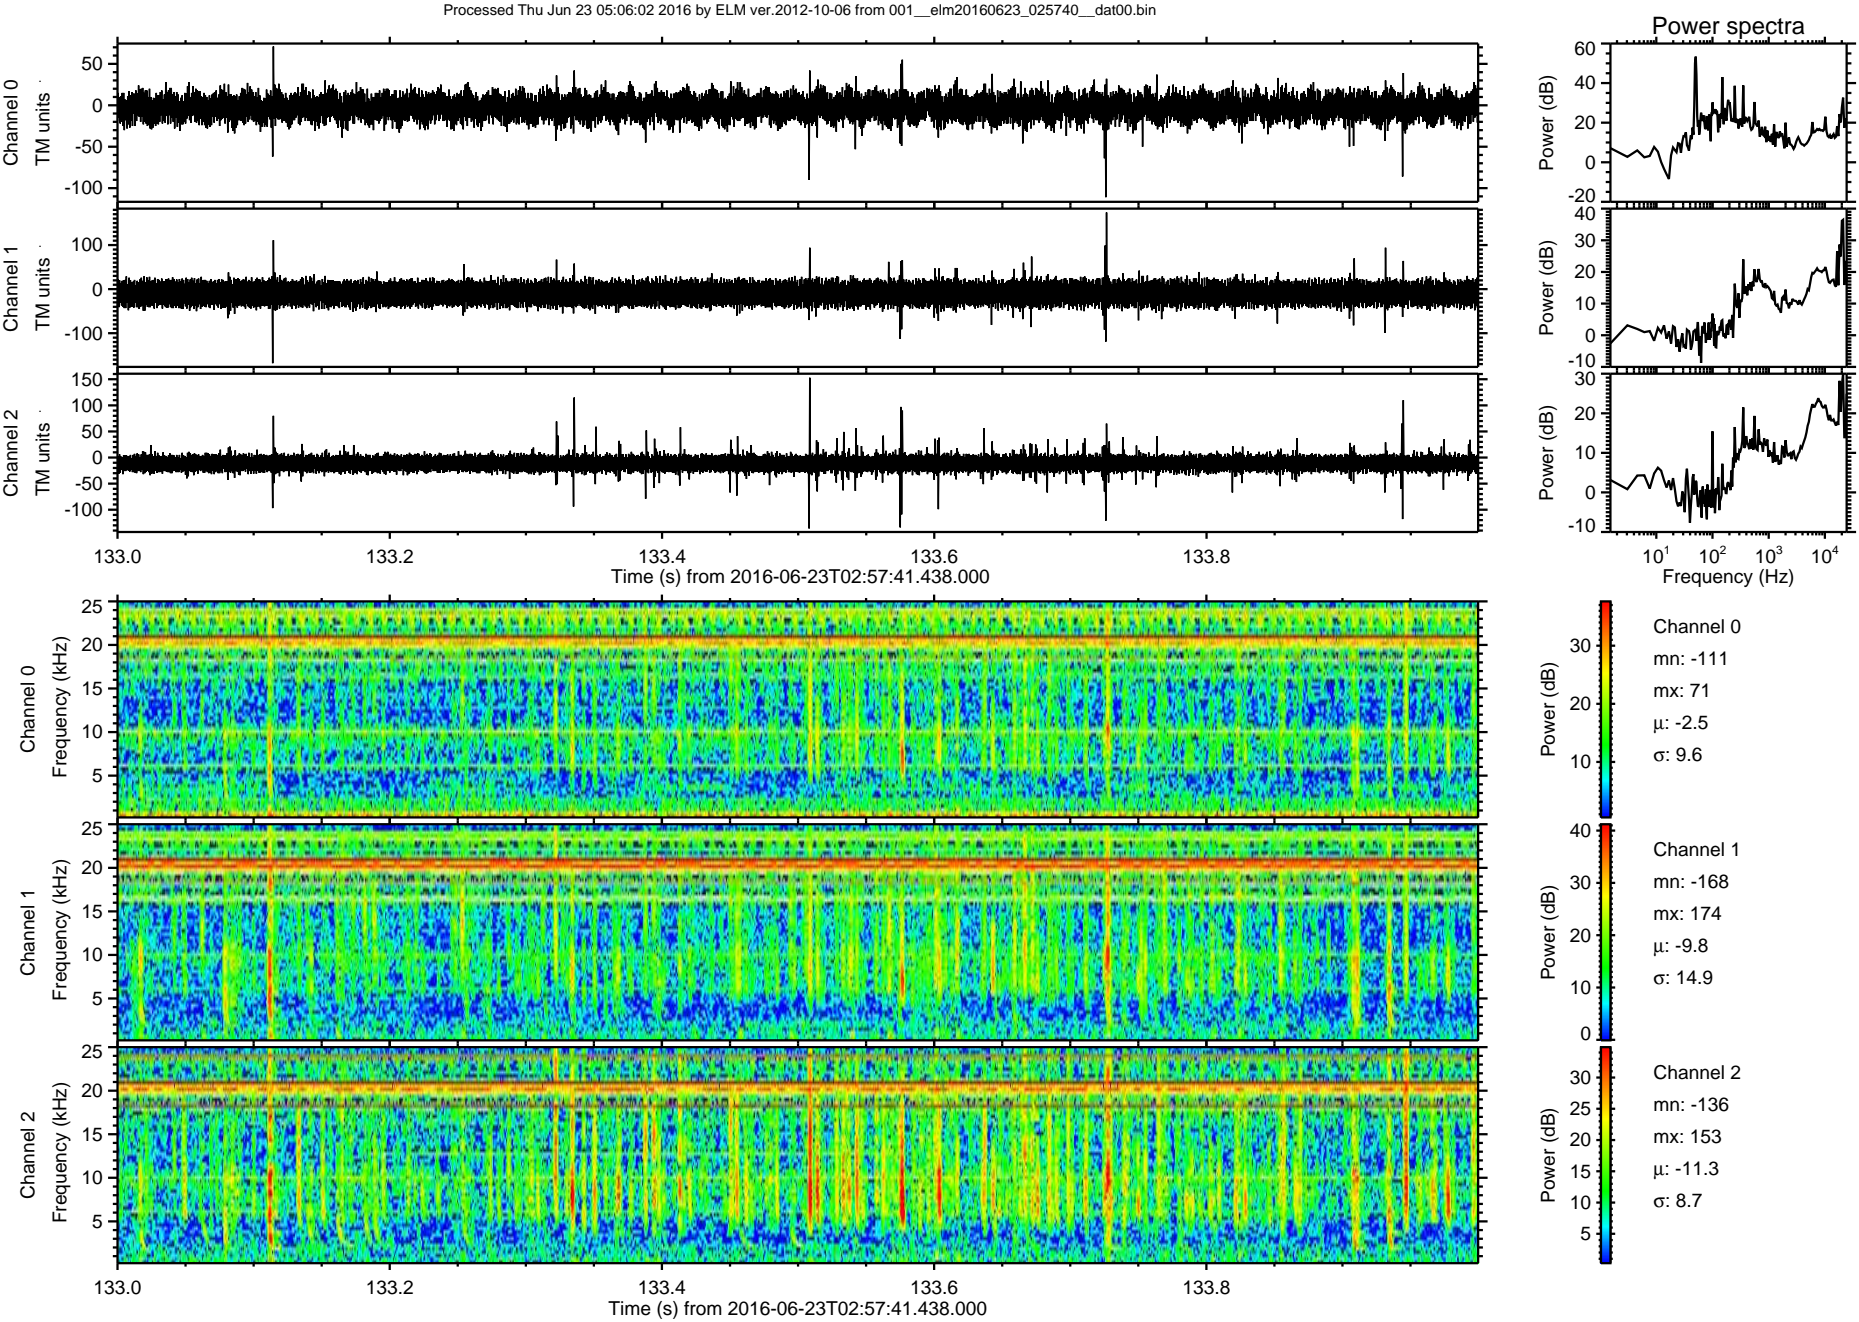 Processed Thu Jun 23 05:06:02 2016 by ELM ver.2012-10-06 from 001__elm20160623_025740__dat00.bin
Power spectra
Channel 0
TM units
50
0
-50
-100
Power (dB)
60
40
20
0
-20
Channel 1
TM units
100
0
-100
Power (dB)
40
30
20
10
0
-10
Channel 2
TM units
150
100
50
0
-50
-100
Power (dB)
30
20
10
0
-10
133.0 133.2 133.4 133.6 133.8
Time (s) from 2016-06-23T02:57:41.438.000
10^1 10^2 10^3 10^4
Frequency (Hz)
Channel 0
Frequency (kHz)
25
20
15
10
5
Power (dB)
30
20
10
Channel 0
mn: -111
mx: 71
μ: -2.5
σ: 9.6
Channel 1
Frequency (kHz)
25
20
15
10
5
Power (dB)
40
30
20
10
0
Channel 1
mn: -168
mx: 174
μ: -9.8
σ: 14.9
Channel 2
Frequency (kHz)
25
20
15
10
5
Power (dB)
30
25
20
15
10
5
Channel 2
mn: -136
mx: 153
μ: -11.3
σ: 8.7
133.0 133.2 133.4 133.6 133.8
Time (s) from 2016-06-23T02:57:41.438.000